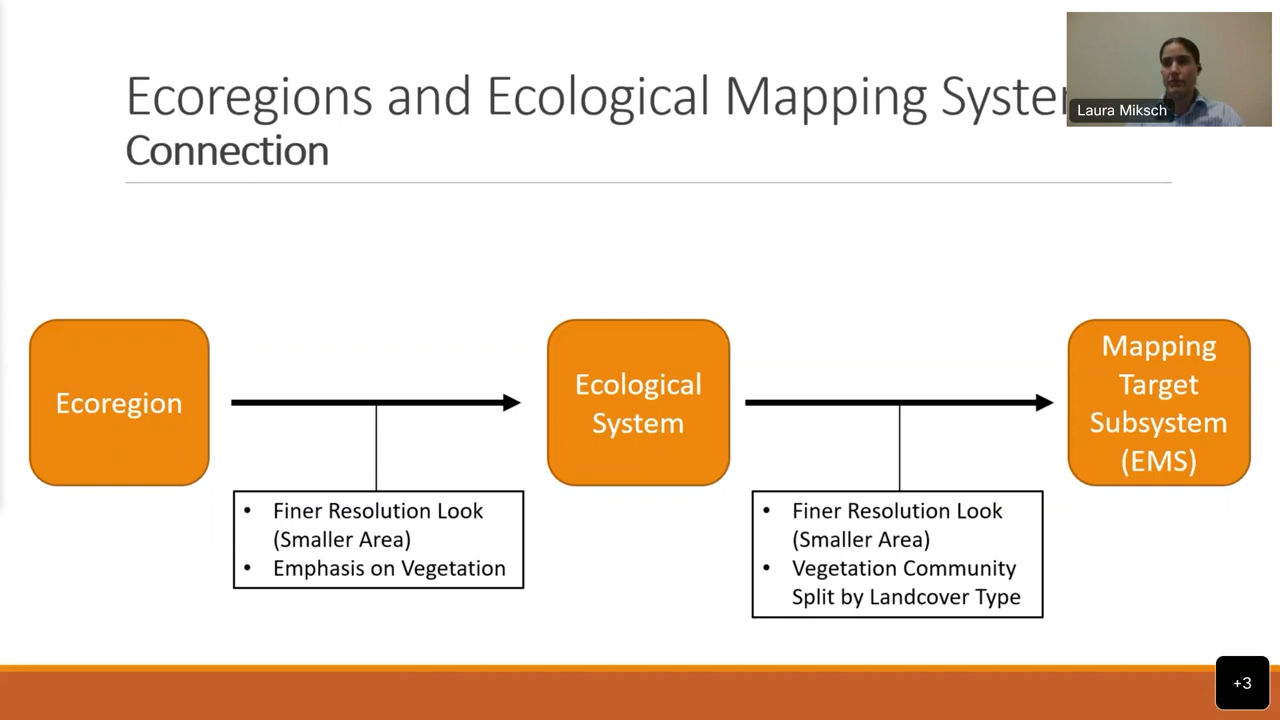 Ecoregions and Ecological Mapping
Connection
Laura Miksch
Ecoregion
Ecological
System
Mapping
Target
Subsystem
(EMS)
• Finer Resolution Look
(Smaller Area)
• Emphasis on Vegetation
• Finer Resolution Look
(Smaller Area)
• Vegetation Community
Split by Landcover Type
+3